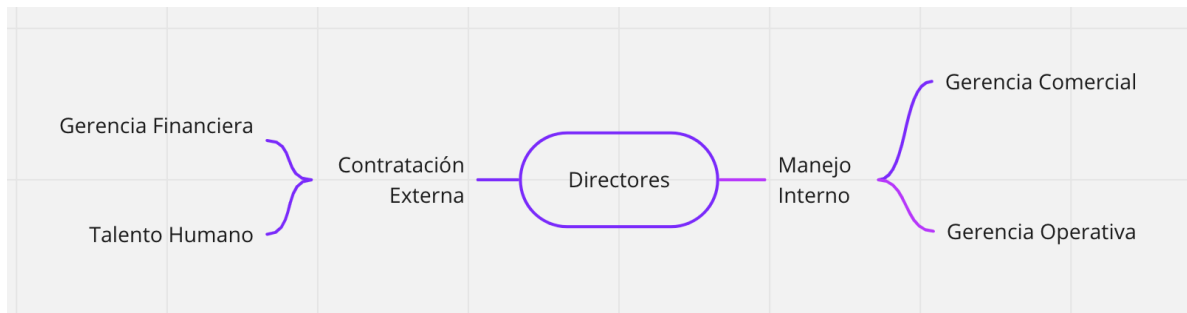 Gerencia Financiera
Talento Humano
Contratación
Externa
Directores
Manejo
Interno
Gerencia Comercial
Gerencia Operativa